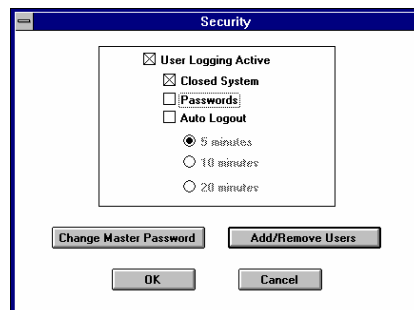 Security
User Logging Active
Closed System
Passwords
Auto Logout
5 minutes
10 minutes
20 minutes
Change Master Password Add/Remove Users
OK Cancel